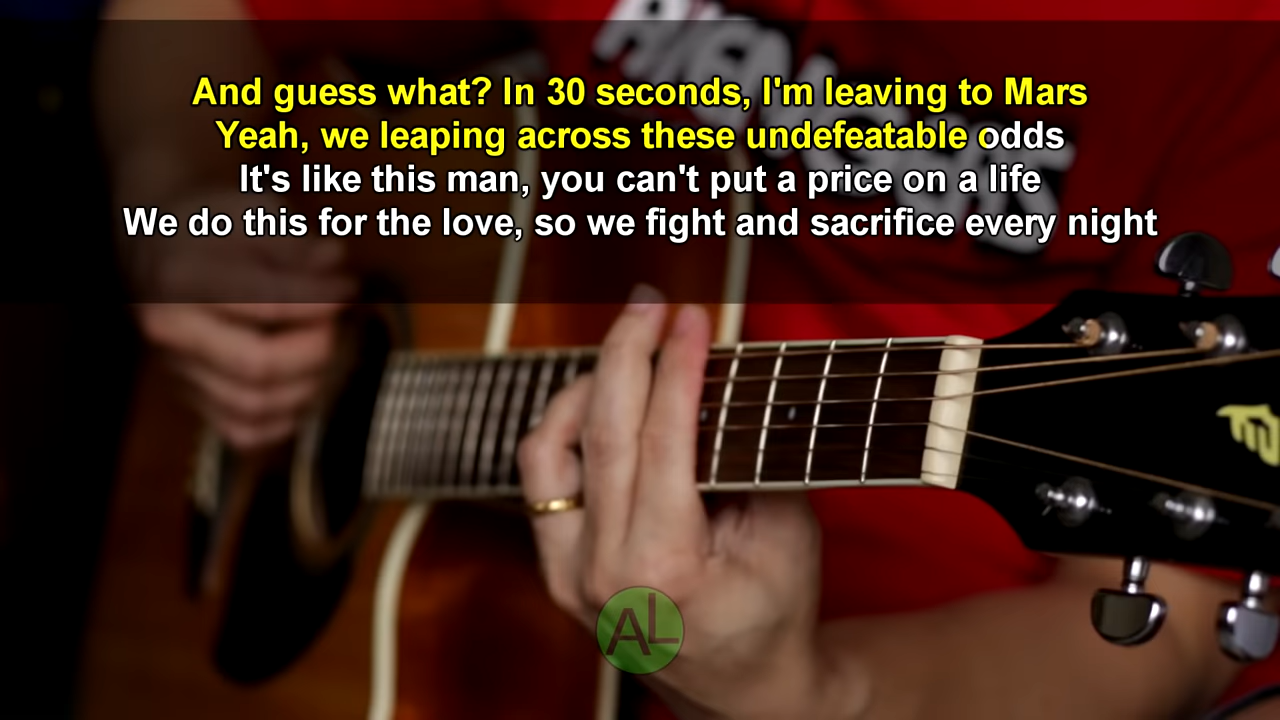 And guess what? In 30 seconds, I'm leaving to Mars
Yeah, we leaping across these undefeatable odds
It's like this man, you can't put a price on a life
We do this for the love, so we fight and sacrifice every night
AL